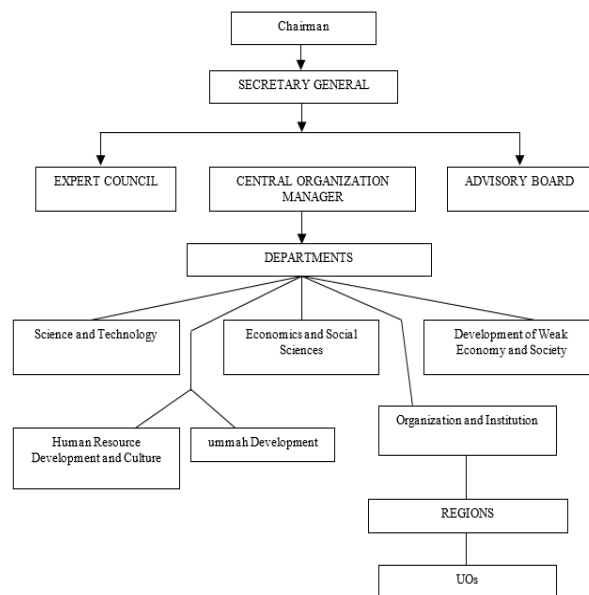 Chairman
SECRETARY GENERAL
EXPERT COUNCIL
CENTRAL ORGANIZATION
MANAGER
ADVISORY BOARD
DEPARTMENTS
Science and Technology
Economics and Social
Sciences
Development of Weak
Economy and Society
Human Resource
Development and Culture
ummah Development
Organization and Institution
REGIONS
UOs